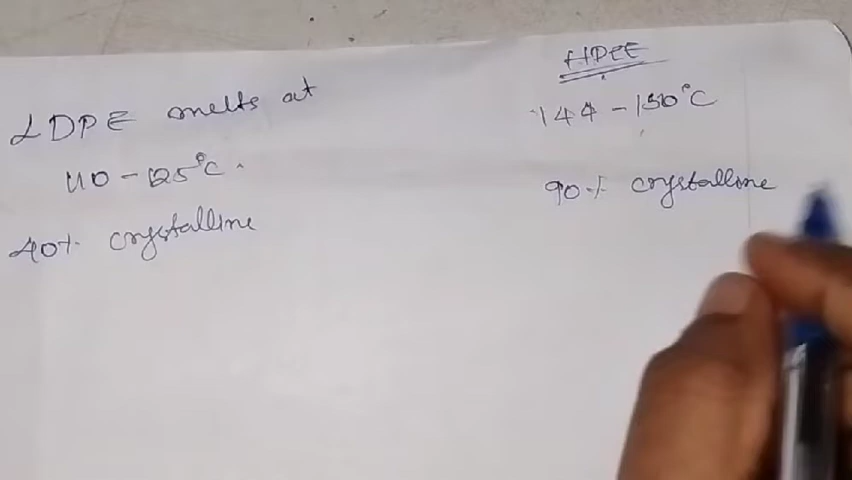 LDPE melts at
110 - 125°C.
40% crystalline
HDPE
144 - 150°C
90% crystalline